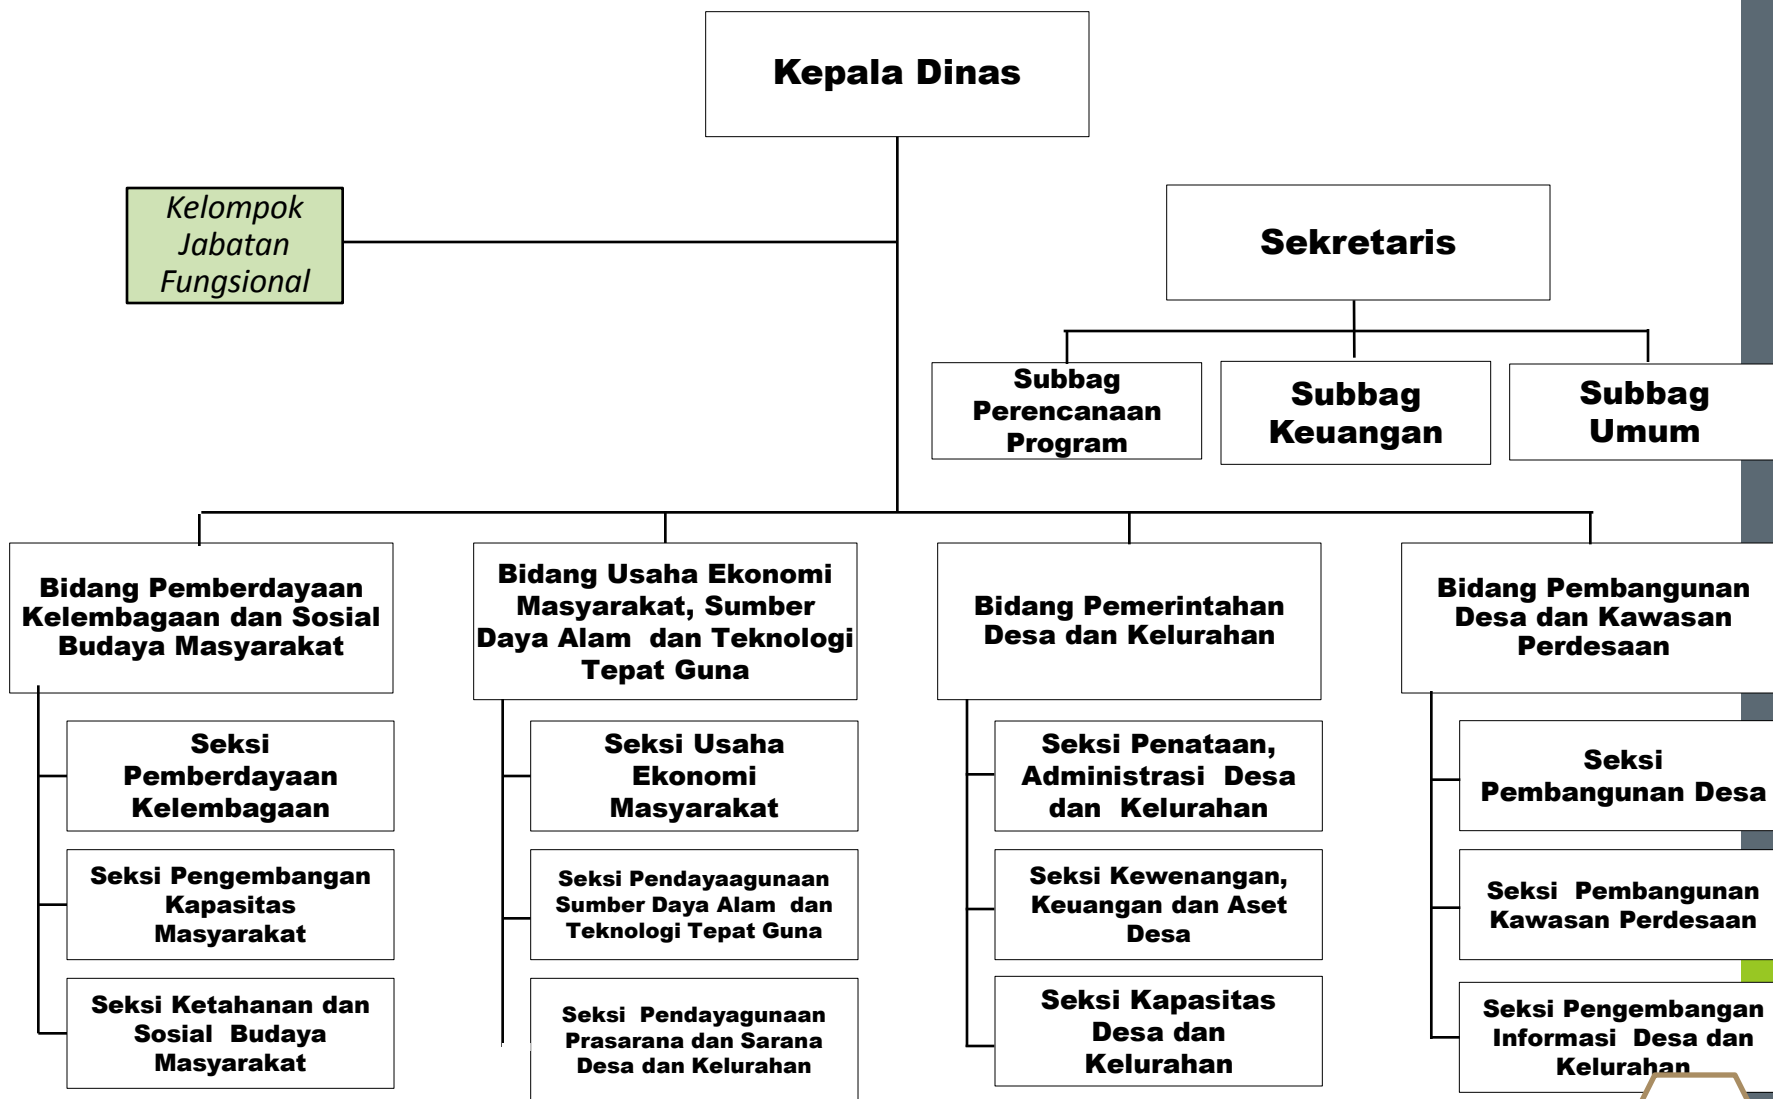 Kepala Dinas
Kelompok
Jabatan
Fungsional
Sekretaris
Subbag
Perencanaan
Program
Subbag
Keuangan
Subbag
Umum
Bidang Pemberdayaan
Kelembagaan dan Sosial
Budaya Masyarakat
Bidang Usaha Ekonomi
Masyarakat, Sumber
Daya Alam dan Teknologi
Tepat Guna
Bidang Pemerintahan
Desa dan Kelurahan
Bidang Pembangunan
Desa dan Kawasan
Perdesaan
Seksi
Pemberdayaan
Kelembagaan
Seksi Pengembangan
Kapasitas
Masyarakat
Seksi Ketahanan dan
Sosial Budaya
Masyarakat
Seksi Usaha
Ekonomi
Masyarakat
Seksi Pendayaagunaan
Sumber Daya Alam dan
Teknologi Tepat Guna
Seksi Pendayagunaan
Prasarana dan Sarana
Desa dan Kelurahan
Seksi Penataan,
Administrasi Desa
dan Kelurahan
Seksi Kewenangan,
Keuangan dan Aset
Desa
Seksi Kapasitas
Desa dan
Kelurahan
Seksi
Pembangunan Desa
Seksi Pembangunan
Kawasan Perdesaan
Seksi Pengembangan
Informasi Desa dan
Kelurahan